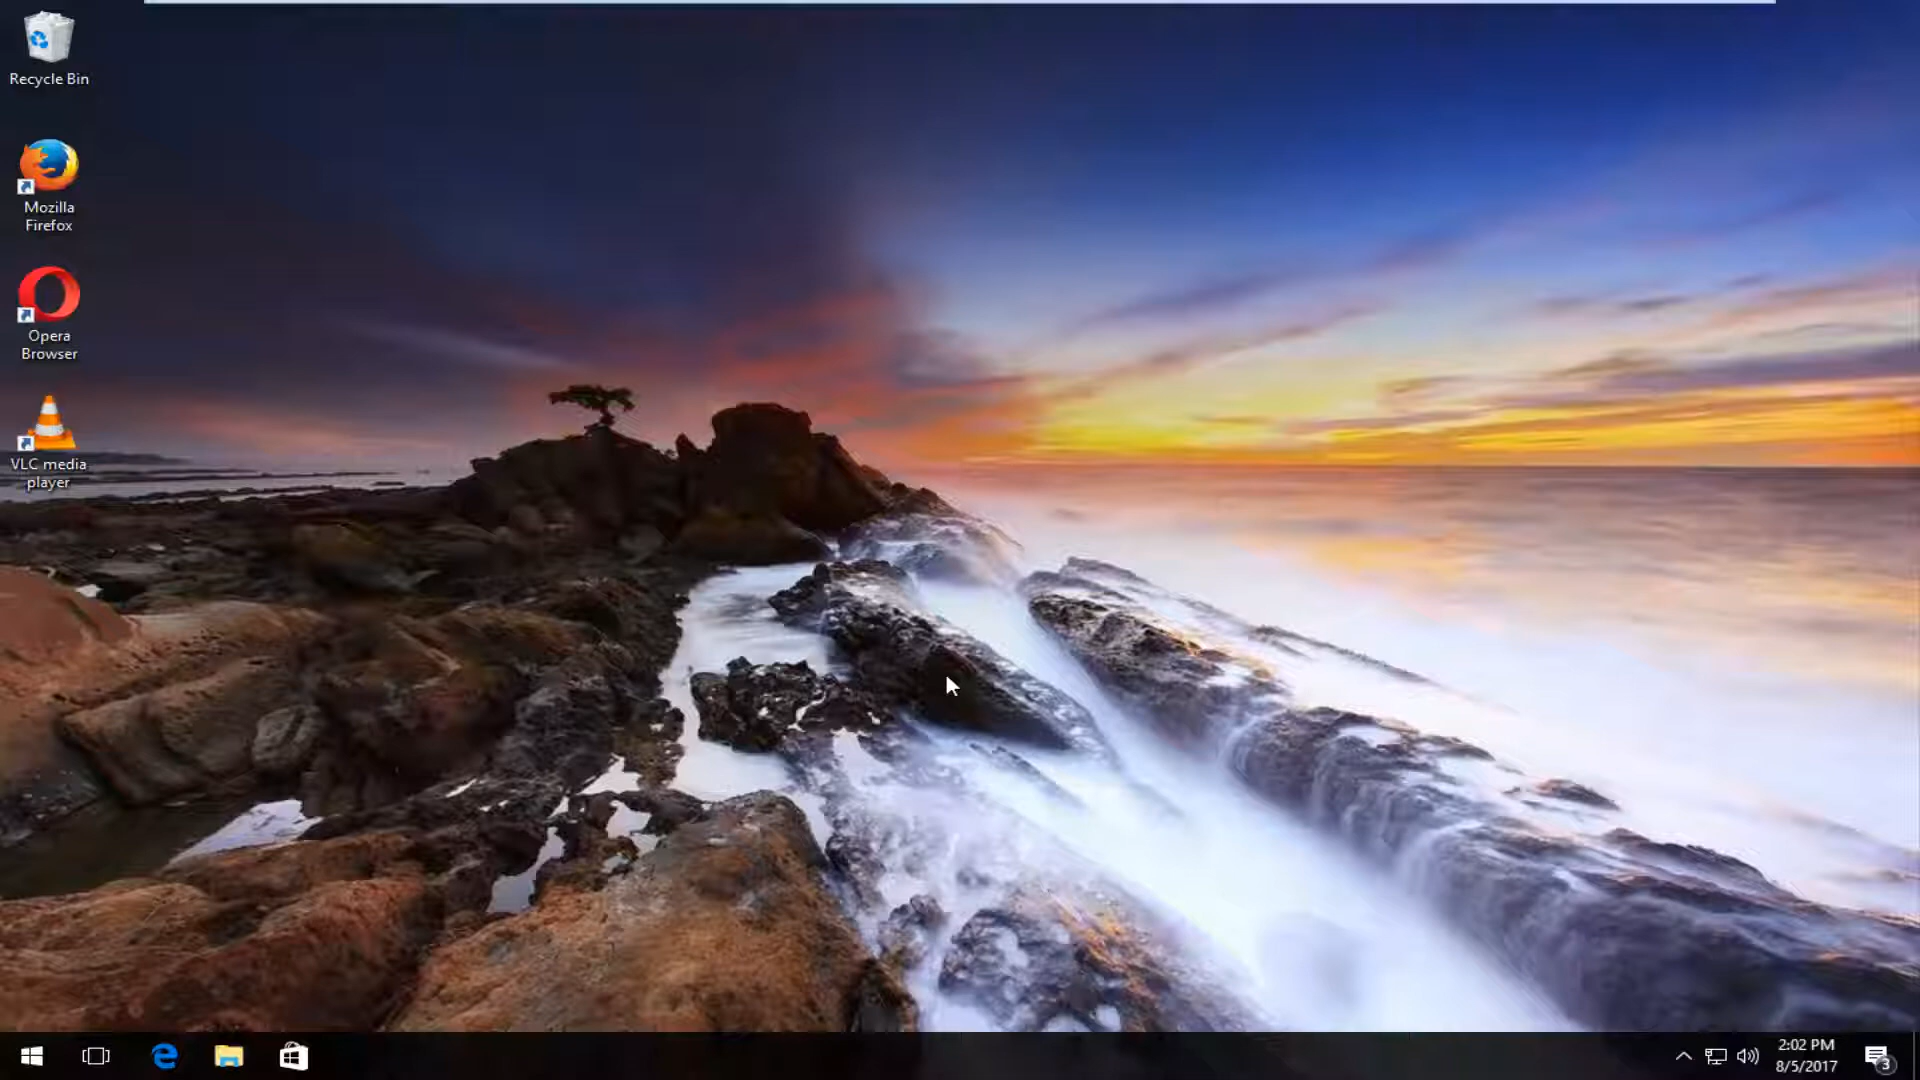 Recycle Bin
Mozilla
Firefox
Opera
Browser
VLC media
player
2:02 PM
8/5/2017
3